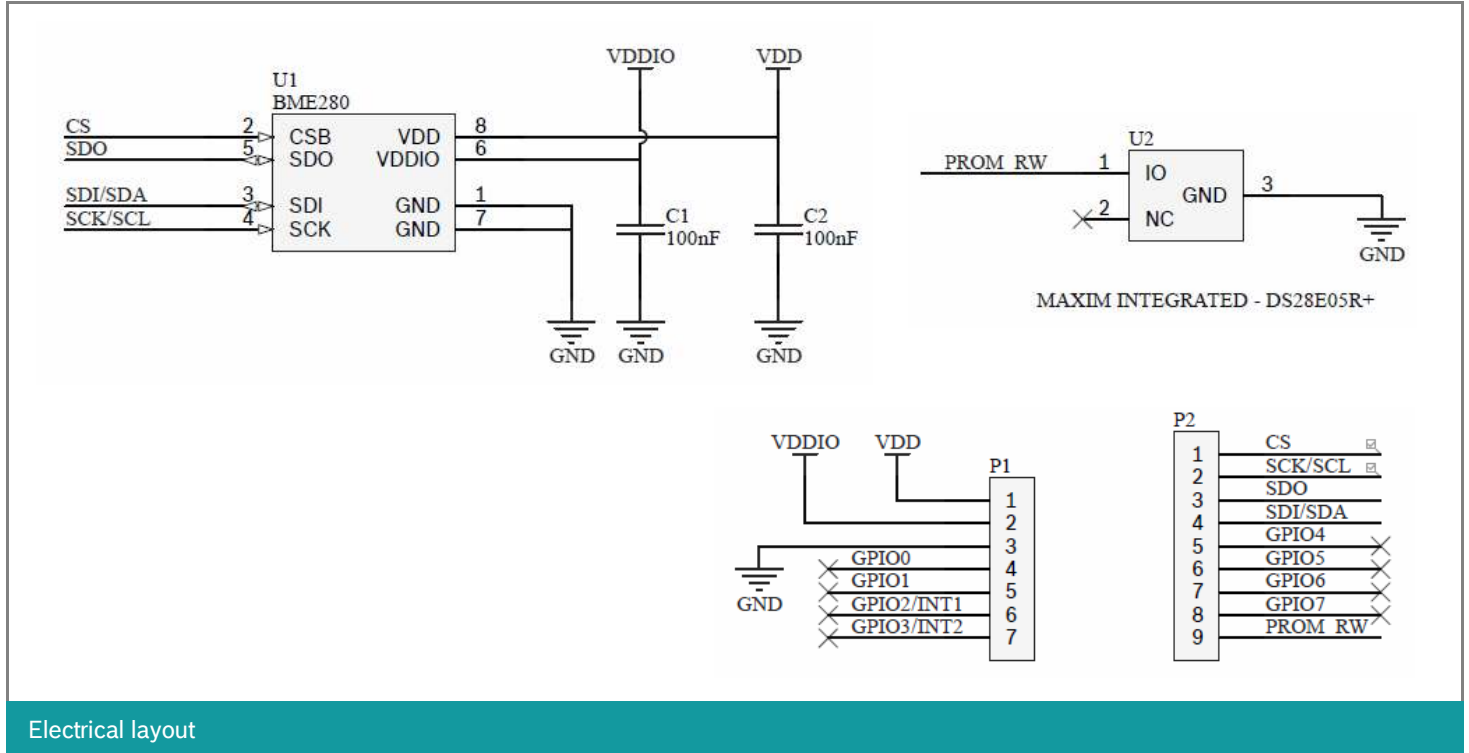 VDDIO
VDD
U1
BME280
CS 2 CSB VDD 8
SDO 5 SDO VDDIO 6
SDI/SDA 3 SDI GND 1
SCK/SCL 4 SCK GND 7
C1
100nF
C2
100nF
GND
GND
GND
U2
PROM_RW 1 IO
GND 3
2 NC
GND
MAXIM INTEGRATED - DS28E05R+
VDDIO
VDD
P1
1
2
3
GPIO0 4
GPIO1 5
GPIO2/INT1 6
GPIO3/INT2 7
GND
P2
1 CS
2 SCK/SCL
3 SDO
4 SDI/SDA
5 GPIO4
6 GPIO5
7 GPIO6
8 GPIO7
9 PROM_RW
Electrical layout